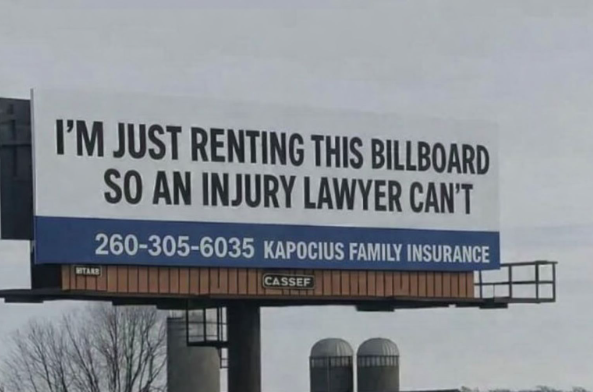 I'M JUST RENTING THIS BILLBOARD
SO AN INJURY LAWYER CAN'T
260-305-6035 KAPOCIUS FAMILY INSURANCE
CASSEF